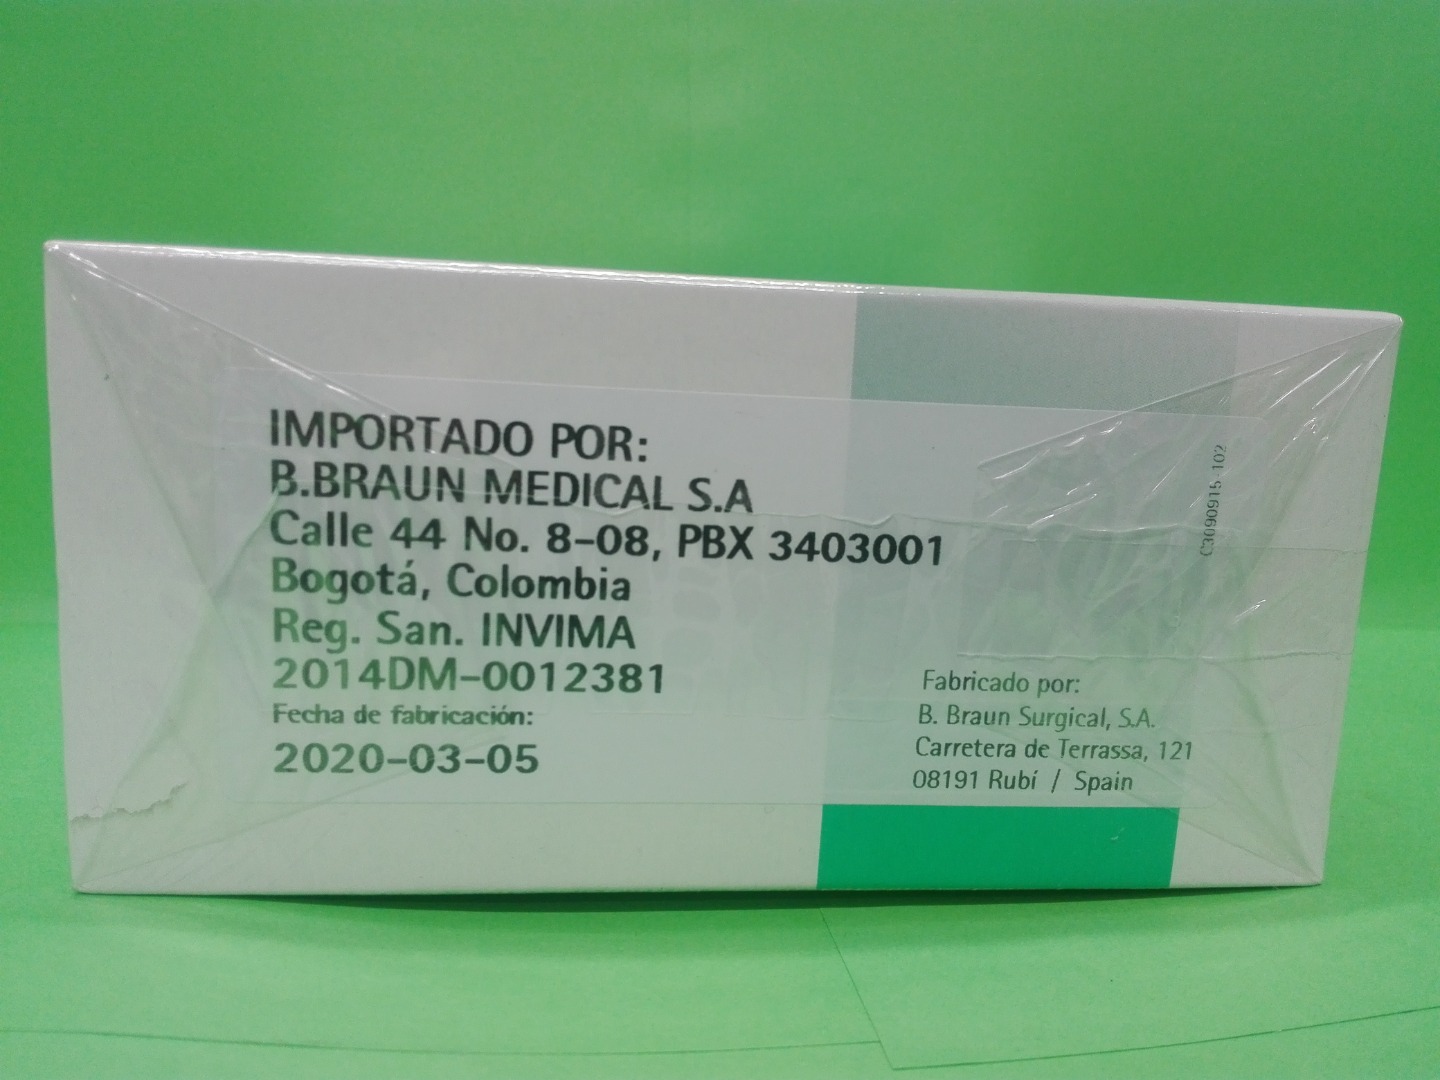 IMPORTADO POR:
B.BRAUN MEDICAL S.A
Calle 44 No. 8-08, PBX 3403001
Bogotá, Colombia
Reg. San. INVIMA
2014DM-0012381
Fecha de fabricación:
2020-03-05
Fabricado por:
B. Braun Surgical, S.A.
Carretera de Terrassa, 121
08191 Rubí / Spain
C3090915-102